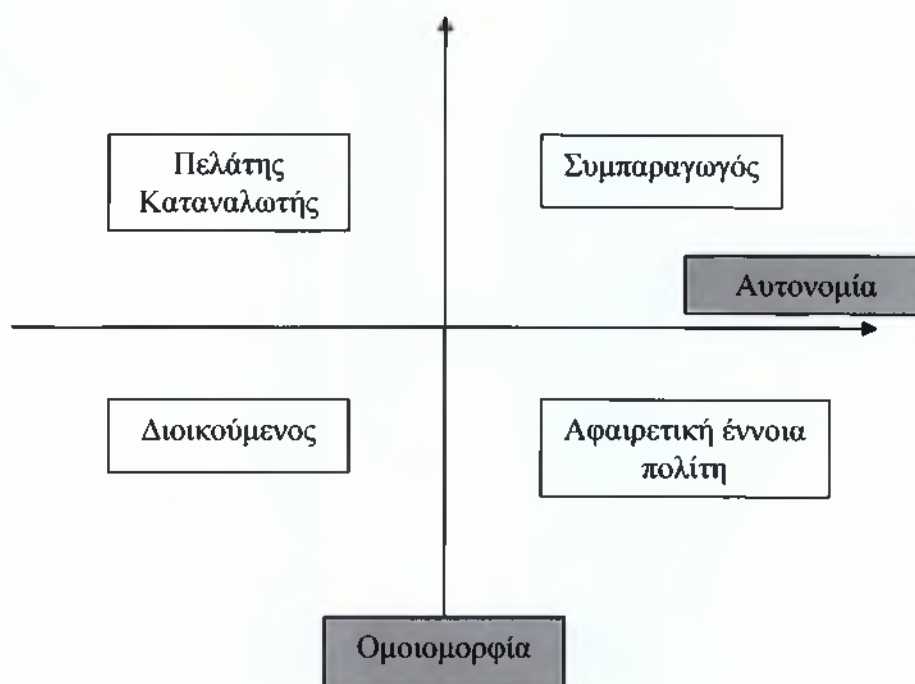 Πελάτης
Καταναλωτής
Συμπαραγωγός
Αυτονομία
Διοικούμενος
Αφαιρετική έννοια
πολίτη
Ομοιομορφία